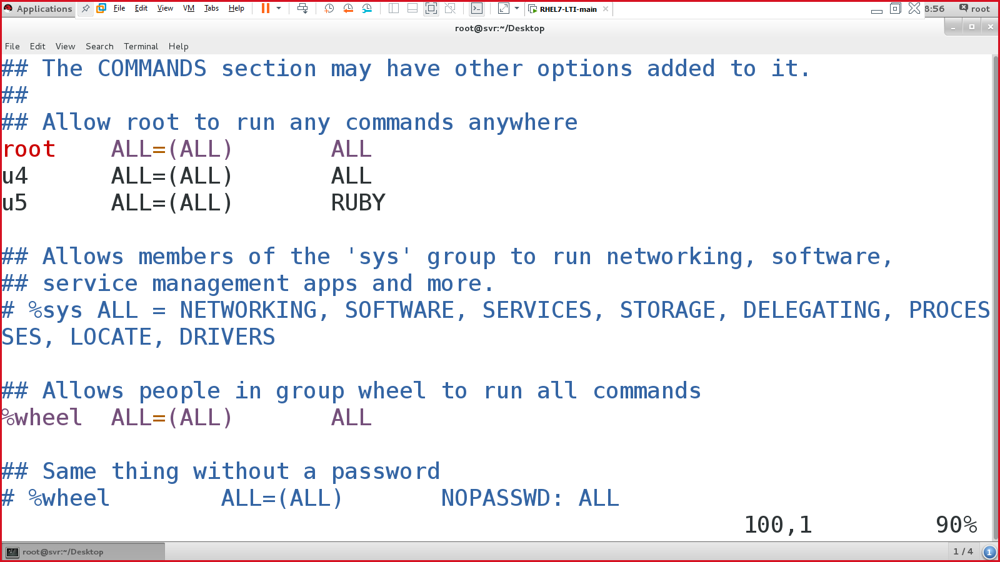 Applications File Edit View VM Tabs Help RHEL7-LTI-main 8:56 root
root@svr:~/Desktop
File Edit View Search Terminal Help
## The COMMANDS section may have other options added to it.
##
## Allow root to run any commands anywhere
root ALL=(ALL) ALL
u4 ALL=(ALL) ALL
u5 ALL=(ALL) RUBY
## Allows members of the 'sys' group to run networking, software,
## service management apps and more.
# %sys ALL = NETWORKING, SOFTWARE, SERVICES, STORAGE, DELEGATING, PROCES
SES, LOCATE, DRIVERS
## Allows people in group wheel to run all commands
%wheel ALL=(ALL) ALL
## Same thing without a password
# %wheel ALL=(ALL) NOPASSWD: ALL
100,1 90%
root@svr:~/Desktop 1 / 4 1